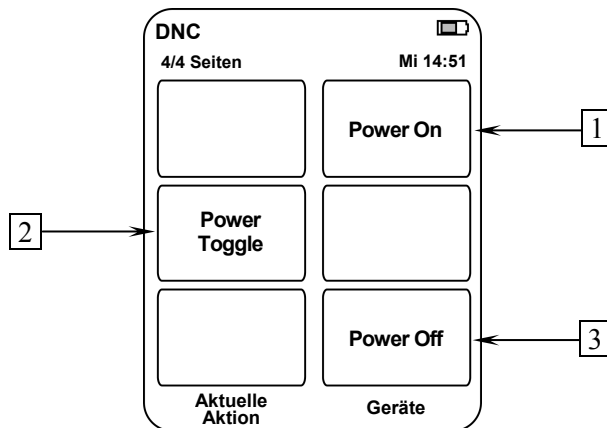 DNC
4/4 Seiten
Mi 14:51
Power On
1
2
Power
Toggle
Power Off
3
Aktuelle
Aktion
Geräte